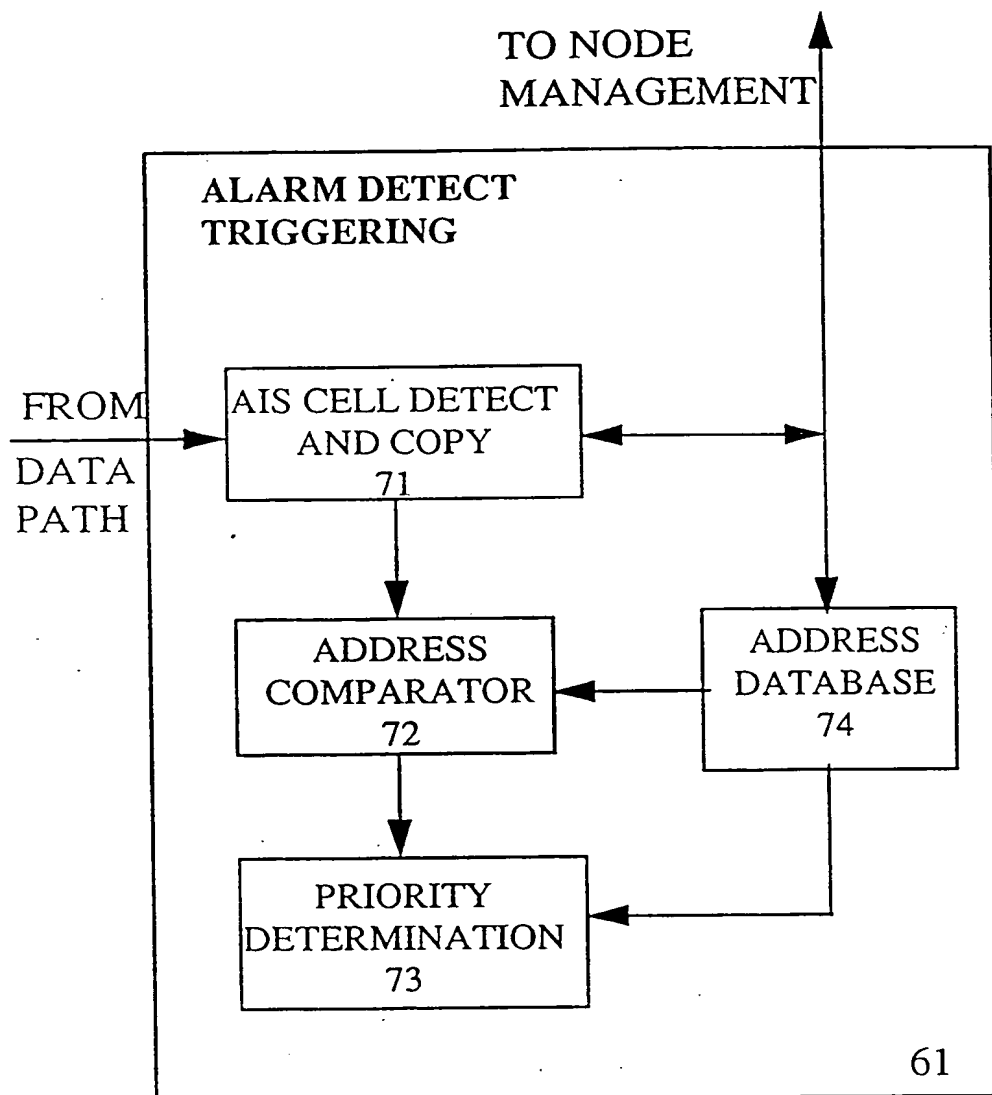 TO NODE
MANAGEMENT
ALARM DETECT
TRIGGERING
FROM
DATA
PATH
AIS CELL DETECT
AND COPY
71
ADDRESS
COMPARATOR
72
ADDRESS
DATABASE
74
PRIORITY
DETERMINATION
73
61